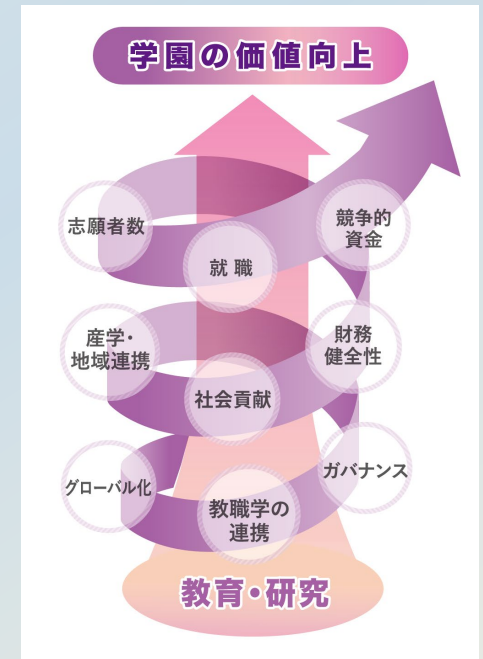 学園の価値向上
志願者数
就職
競争的
資金
産学・
地域連携
社会貢献
財務
健全性
グローバル化
教職学の
連携
ガバナンス
教育・研究